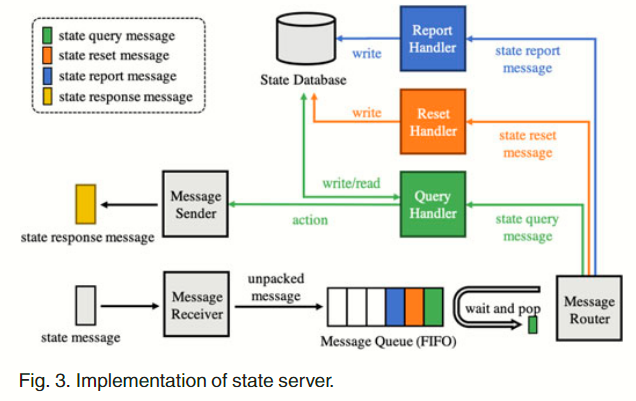 state query message
state reset message
state report message
state response message
State Database
write
Report
Handler
state report
message
write
Reset
Handler
state reset
message
write/read
Query
Handler
state query
message
action
Message
Sender
state response message
state message
Message
Receiver
unpacked
message
Message Queue (FIFO)
wait and pop
Message
Router
Fig. 3. Implementation of state server.